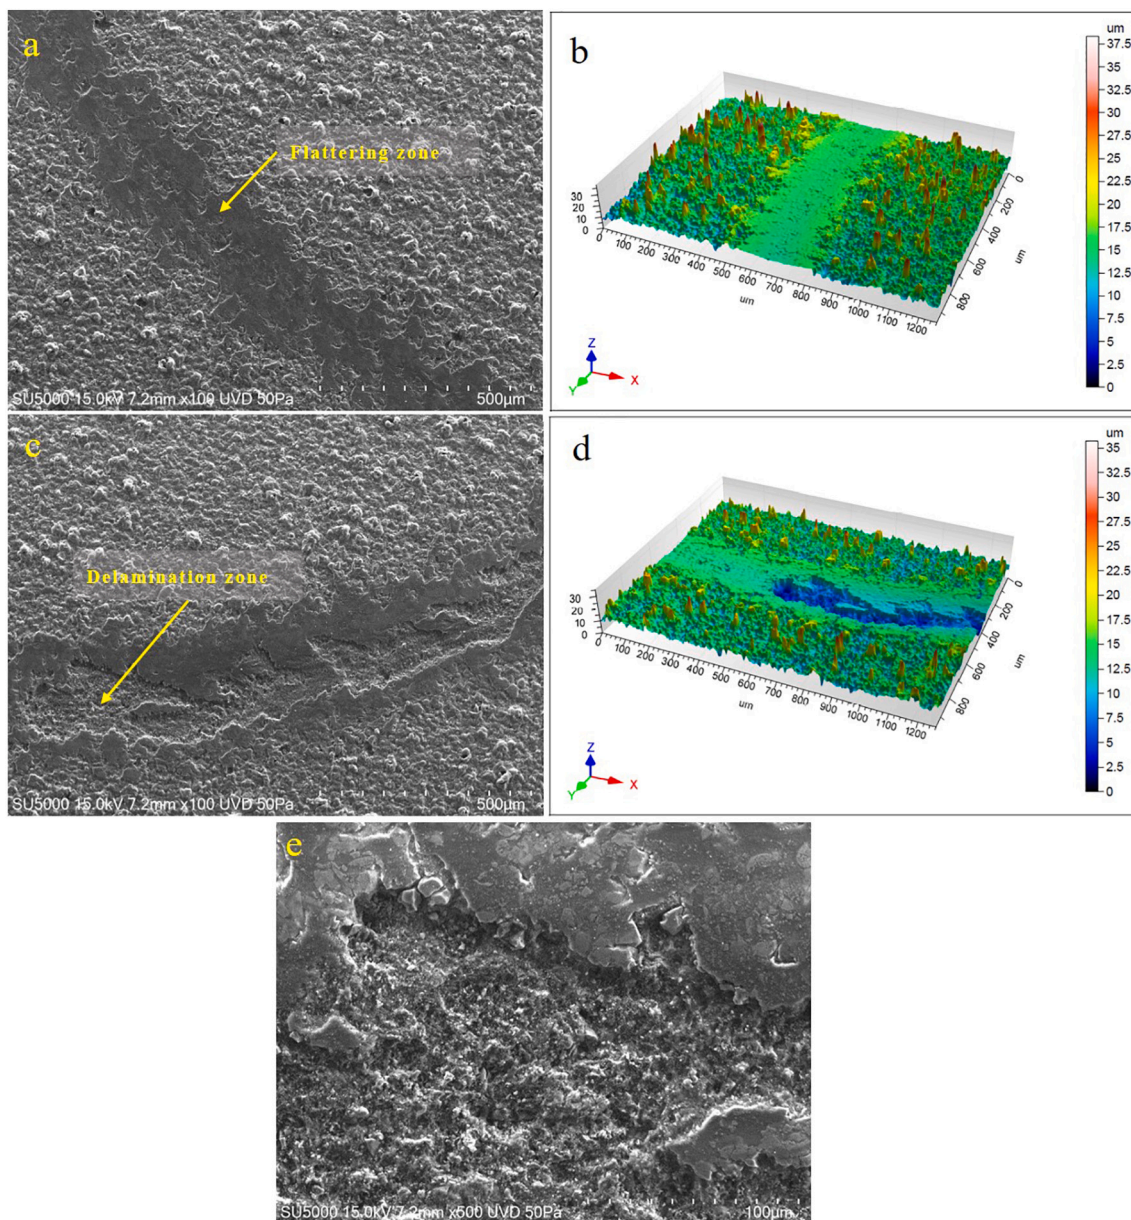 a
Flattering zone
SU5000 15.0kV 7.2mm x100 UVD 50Pa 500µm
b
um
37.5
35
32.5
30
27.5
25
22.5
20
17.5
15
12.5
10
7.5
5
2.5
0
30
20
10
0
0 100 200 300 400 500 600 700 800 900 1000 1100 1200
um
0
200
400
600
800
um
Z
Y
X
c
Delamination zone
SU5000 15.0kV 7.2mm x100 UVD 50Pa 500µm
d
um
35
32.5
30
27.5
25
22.5
20
17.5
15
12.5
10
7.5
5
2.5
0
30
20
10
0
0 100 200 300 400 500 600 700 800 900 1000 1100 1200
um
0
200
400
600
800
um
Z
Y
X
e
SU5000 15.0kV 7.2mm x500 UVD 50Pa 100µm